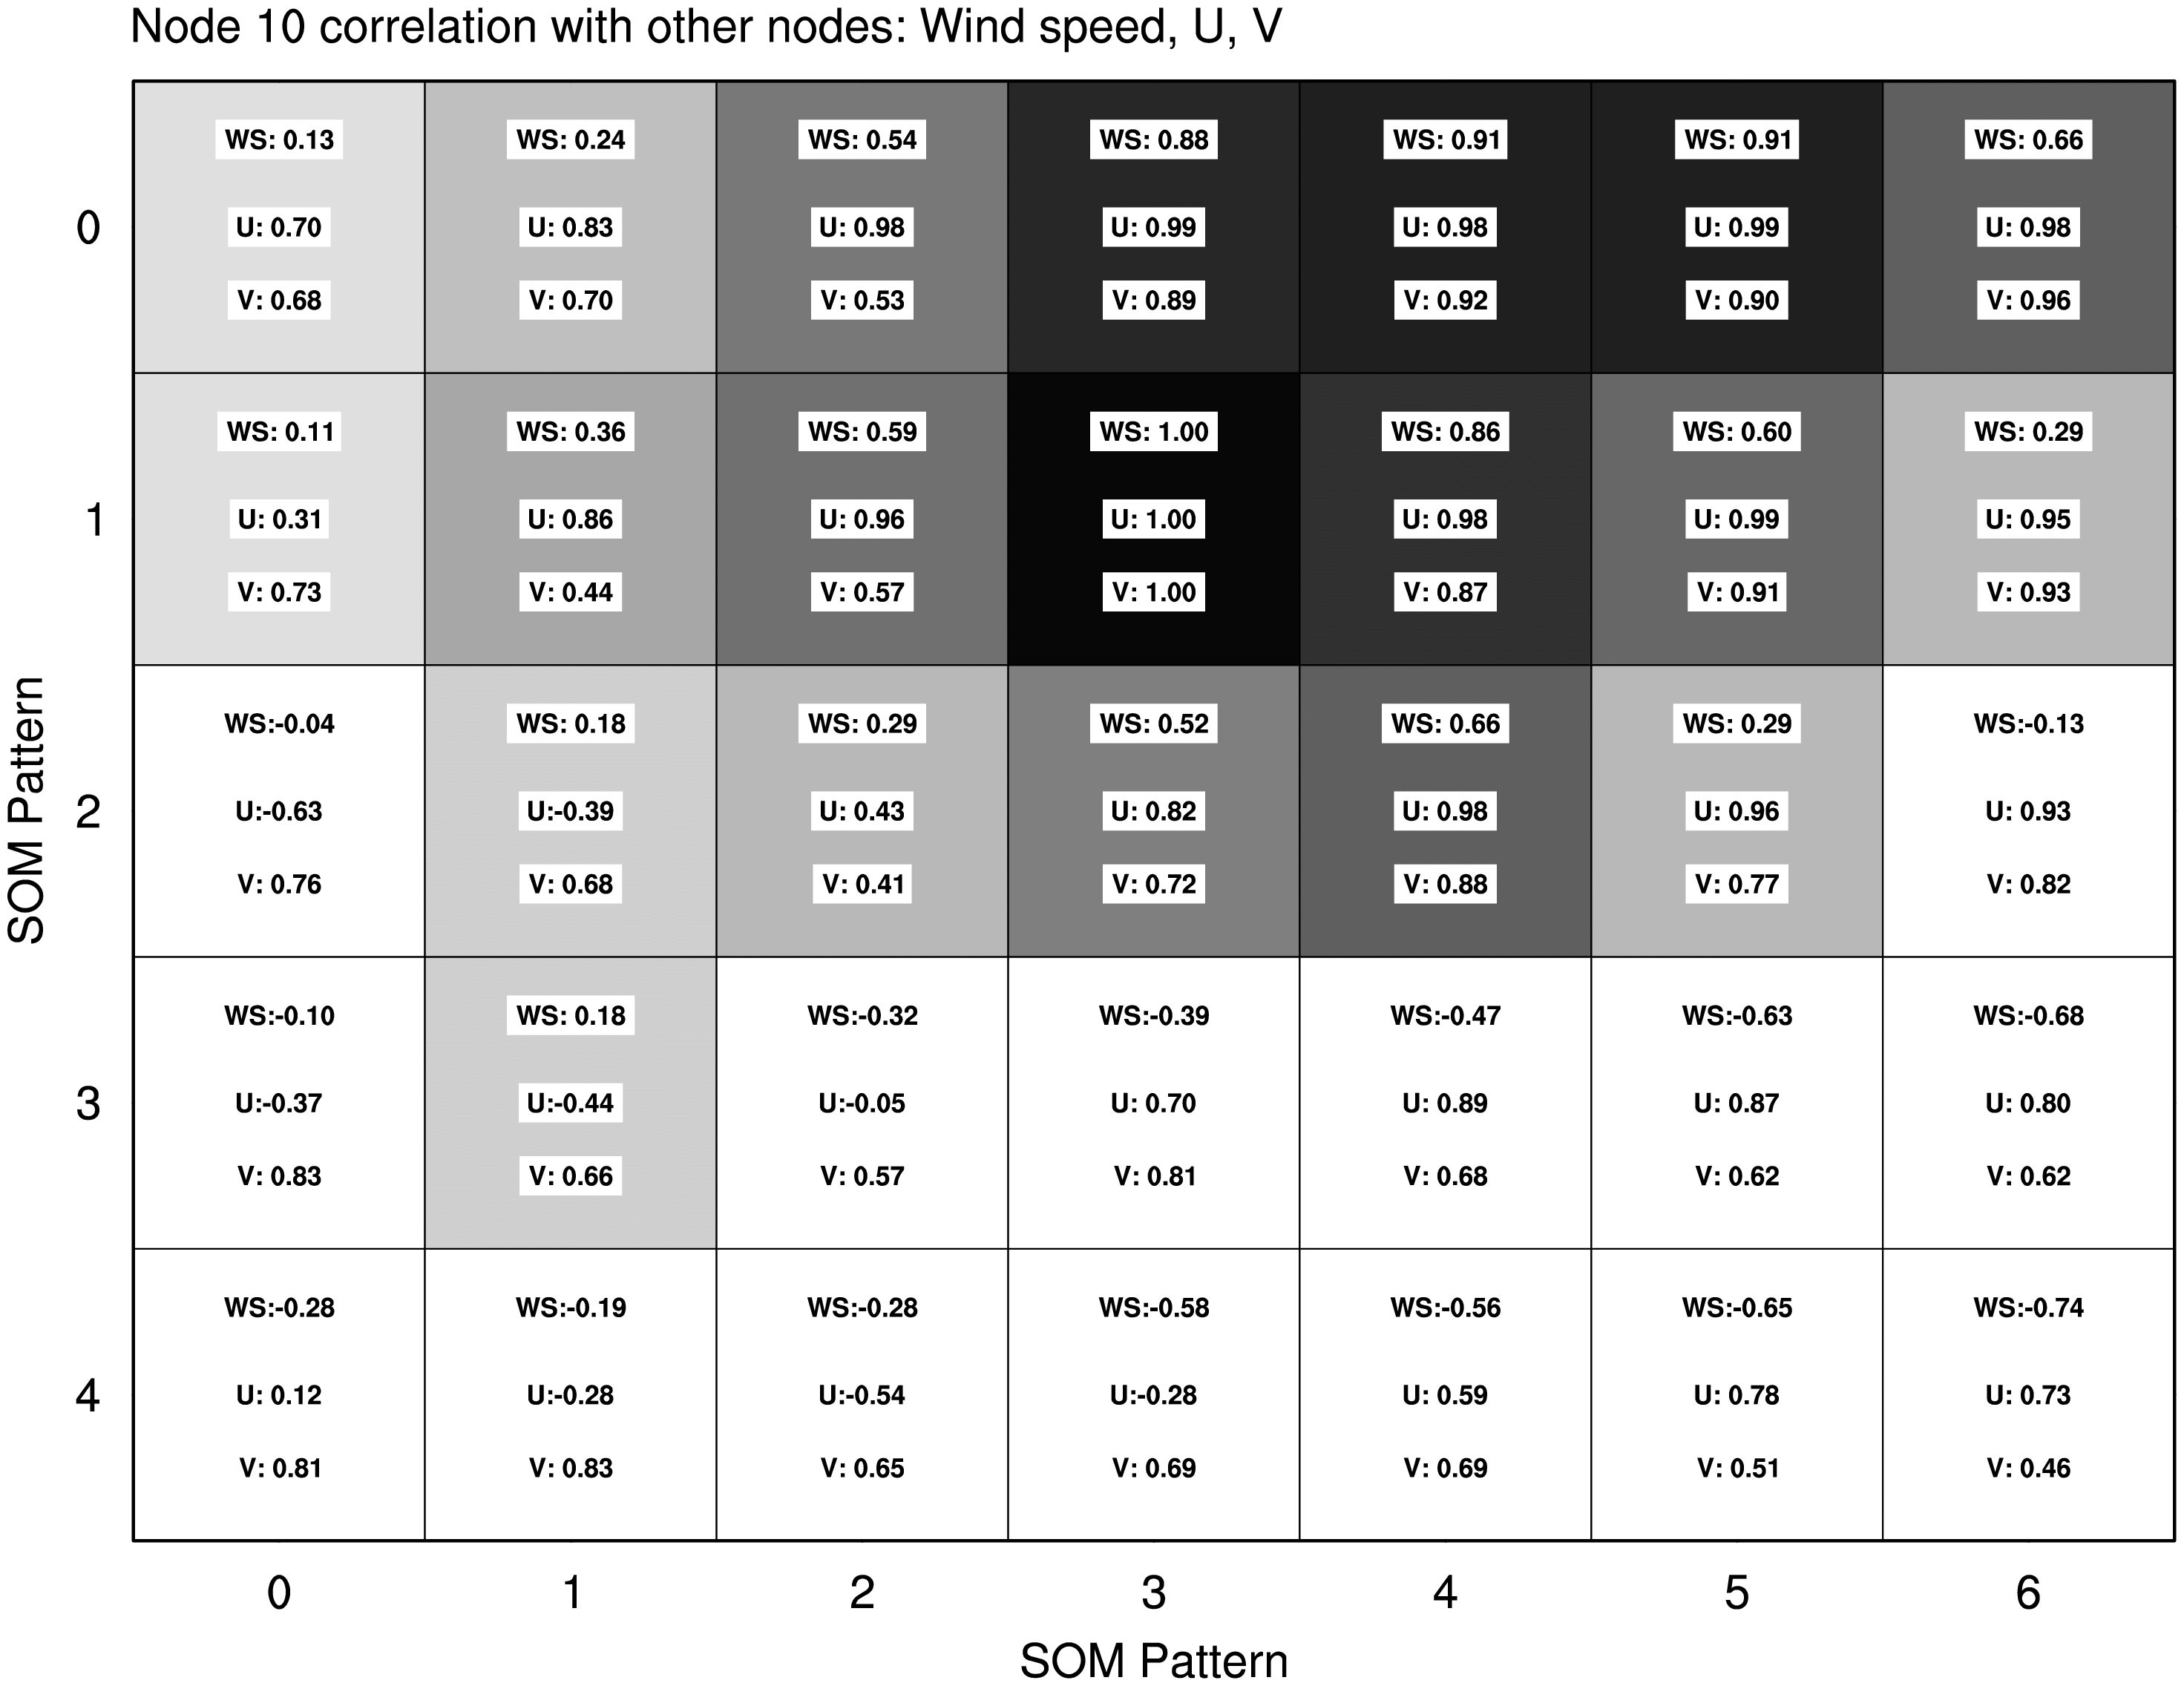 Node 10 correlation with other nodes: Wind speed, U, V
WS: 0.13 WS: 0.24 WS: 0.54 WS: 0.88 WS: 0.91 WS: 0.91 WS: 0.66
0 U: 0.70 U: 0.83 U: 0.98 U: 0.99 U: 0.98 U: 0.99 U: 0.98
V: 0.68 V: 0.70 V: 0.53 V: 0.89 V: 0.92 V: 0.90 V: 0.96
WS: 0.11 WS: 0.36 WS: 0.59 WS: 1.00 WS: 0.86 WS: 0.60 WS: 0.29
1 U: 0.31 U: 0.86 U: 0.96 U: 1.00 U: 0.98 U: 0.99 U: 0.95
V: 0.73 V: 0.44 V: 0.57 V: 1.00 V: 0.87 V: 0.91 V: 0.93
WS:-0.04 WS: 0.18 WS: 0.29 WS: 0.52 WS: 0.66 WS: 0.29 WS:-0.13
2 U:-0.63 U:-0.39 U: 0.43 U: 0.82 U: 0.98 U: 0.96 U: 0.93
V: 0.76 V: 0.68 V: 0.41 V: 0.72 V: 0.88 V: 0.77 V: 0.82
WS:-0.10 WS: 0.18 WS:-0.32 WS:-0.39 WS:-0.47 WS:-0.63 WS:-0.68
3 U:-0.37 U:-0.44 U:-0.05 U: 0.70 U: 0.89 U: 0.87 U: 0.80
V: 0.83 V: 0.66 V: 0.57 V: 0.81 V: 0.68 V: 0.62 V: 0.62
WS:-0.28 WS:-0.19 WS:-0.28 WS:-0.58 WS:-0.56 WS:-0.65 WS:-0.74
4 U: 0.12 U:-0.28 U:-0.54 U:-0.28 U: 0.59 U: 0.78 U: 0.73
V: 0.81 V: 0.83 V: 0.65 V: 0.69 V: 0.69 V: 0.51 V: 0.46
0 1 2 3 4 5 6
SOM Pattern
SOM Pattern